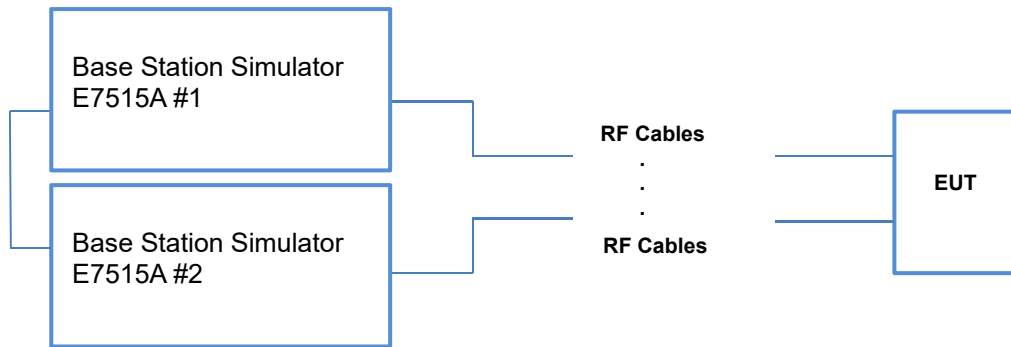 Base Station Simulator
E7515A #1
RF Cables
.
.
.
RF Cables
EUT
Base Station Simulator
E7515A #2